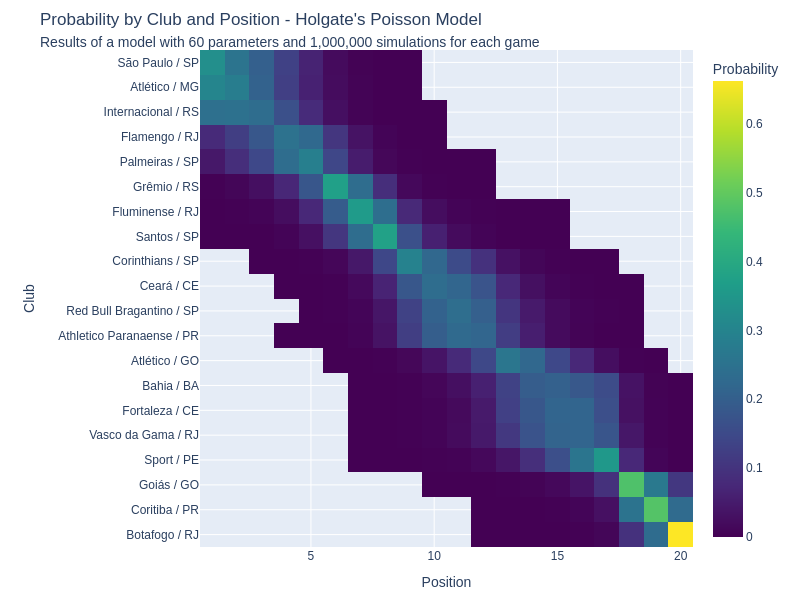 Probability by Club and Position - Holgate's Poisson Model
Results of a model with 60 parameters and 1,000,000 simulations for each game
Probability
São Paulo / SP
Atlético / MG
Internacional / RS
Flamengo / RJ
Palmeiras / SP
Grêmio / RS
Fluminense / RJ
Santos / SP
Corinthians / SP
Ceará / CE
Red Bull Bragantino / SP
Athletico Paranaense / PR
Atlético / GO
Bahia / BA
Fortaleza / CE
Vasco da Gama / RJ
Sport / PE
Goiás / GO
Coritiba / PR
Botafogo / RJ
Club
5
10
15
20
Position
0.6
0.5
0.4
0.3
0.2
0.1
0